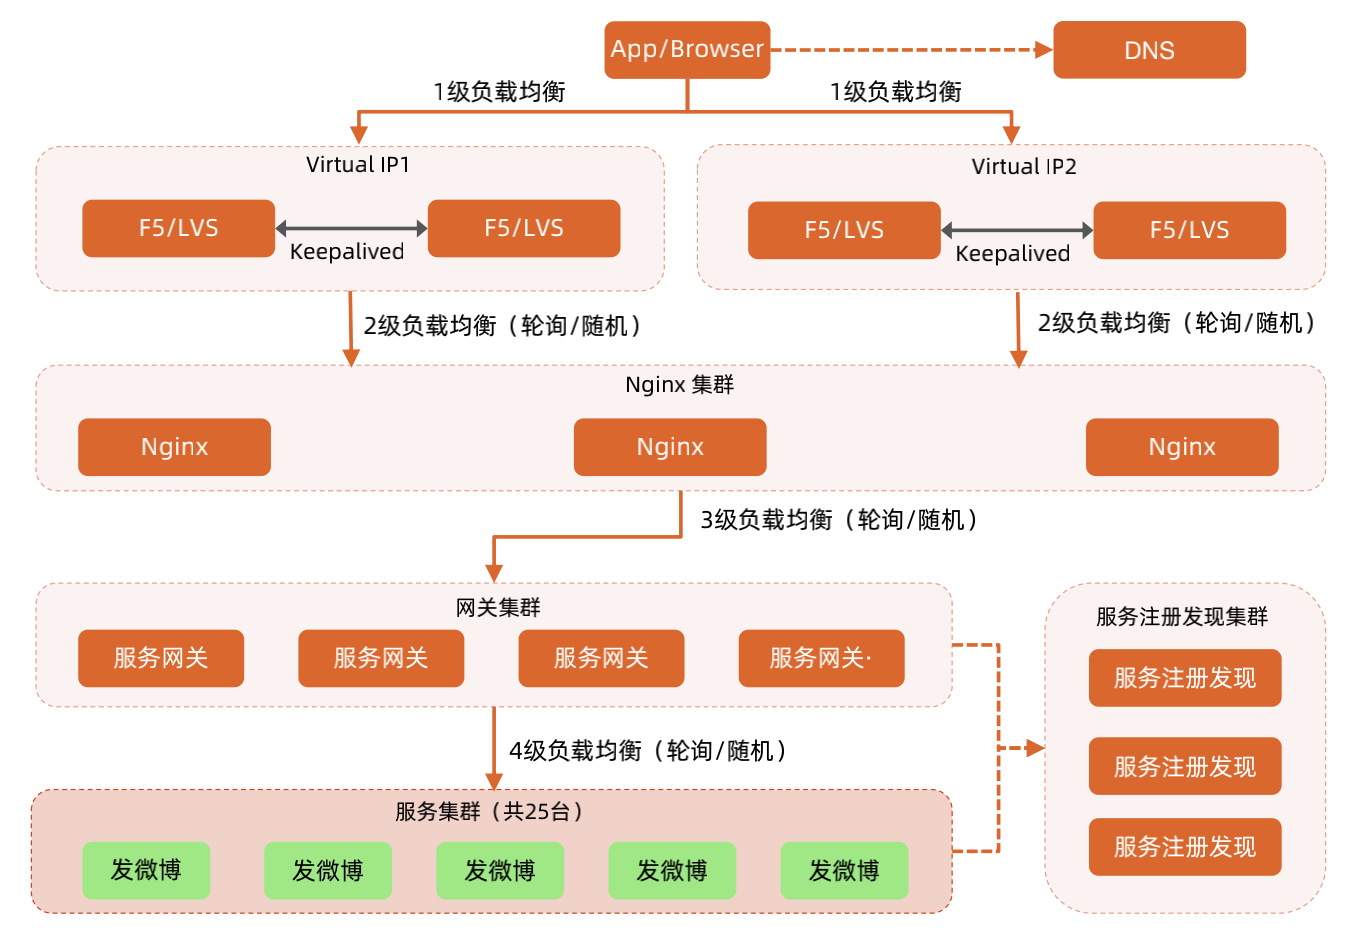 App/Browser
DNS
1级负载均衡
1级负载均衡
Virtual IP1
F5/LVS
F5/LVS
Keepalived
Virtual IP2
F5/LVS
F5/LVS
Keepalived
2级负载均衡（轮询/随机）
2级负载均衡（轮询/随机）
Nginx 集群
Nginx
Nginx
Nginx
3级负载均衡（轮询/随机）
网关集群
服务网关
服务网关
服务网关
服务网关·
服务注册发现集群
服务注册发现
服务注册发现
服务注册发现
4级负载均衡（轮询/随机）
服务集群（共25台）
发微博
发微博
发微博
发微博
发微博